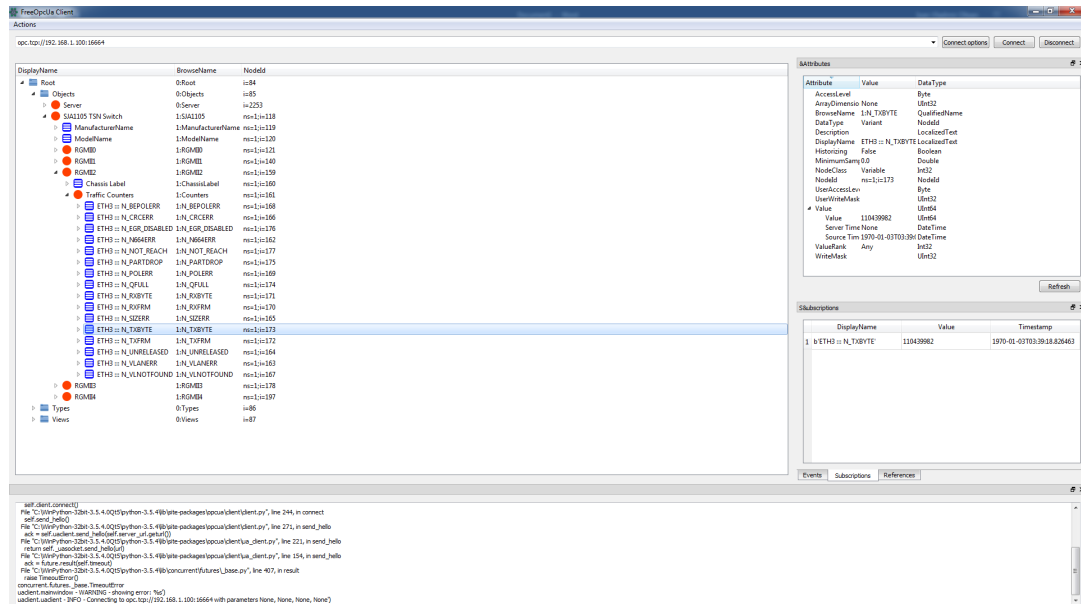 FreeOpcUa Client
Actions
opc.tcp://192.168.1.100:16664
Connect options Connect Disconnect
DisplayName BrowseName NodeId
Root 0:Root i=84
Objects 0:Objects i=85
Server 0:Server i=2253
SJA1105 TSN Switch 1:SJA1105 ns=1;i=118
ManufacturerName 1:ManufacturerName ns=1;i=119
ModelName 1:ModelName ns=1;i=120
RGMII0 1:RGMII0 ns=1;i=121
RGMII1 1:RGMII1 ns=1;i=140
RGMII2 1:RGMII2 ns=1;i=159
Chassis Label 1:ChassisLabel ns=1;i=160
Traffic Counters 1:Counters ns=1;i=161
ETH3 :: N_BEPOLERR 1:N_BEPOLERR ns=1;i=168
ETH3 :: N_CRCERR 1:N_CRCERR ns=1;i=166
ETH3 :: N_EGR_DISABLED 1:N_EGR_DISABLED ns=1;i=176
ETH3 :: N_N664ERR 1:N_N664ERR ns=1;i=162
ETH3 :: N_NOT_REACH 1:N_NOT_REACH ns=1;i=177
ETH3 :: N_PARTDROP 1:N_PARTDROP ns=1;i=175
ETH3 :: N_POLERR 1:N_POLERR ns=1;i=169
ETH3 :: N_QFULL 1:N_QFULL ns=1;i=174
ETH3 :: N_RXBYTE 1:N_RXBYTE ns=1;i=171
ETH3 :: N_RXFRM 1:N_RXFRM ns=1;i=170
ETH3 :: N_SIZERR 1:N_SIZERR ns=1;i=165
ETH3 :: N_TXBYTE 1:N_TXBYTE ns=1;i=173
ETH3 :: N_TXFRM 1:N_TXFRM ns=1;i=172
ETH3 :: N_UNRELEASED 1:N_UNRELEASED ns=1;i=164
ETH3 :: N_VLANERR 1:N_VLANERR ns=1;i=163
ETH3 :: N_VLNOTFOUND 1:N_VLNOTFOUND ns=1;i=167
RGMII3 1:RGMII3 ns=1;i=178
RGMII4 1:RGMII4 ns=1;i=197
Types 0:Types i=86
Views 0:Views i=87
&Attributes
Attribute Value DataType
AccessLevel Byte
ArrayDimensio None UInt32
BrowseName 1:N_TXBYTE QualifiedName
DataType Variant NodeId
Description LocalizedText
DisplayName ETH3 :: N_TXBYTE LocalizedText
Historizing False Boolean
MinimumSam 0.0 Double
NodeClass Variable Int32
NodeId ns=1;i=173 NodeId
UserAccessLev Byte
UserWriteMask UInt32
Value UInt64
Value 110439982 UInt64
Server Time None DateTime
Source Tim 1970-01-03T03:39: DateTime
ValueRank Any Int32
WriteMask UInt32
Refresh
S&ubscriptions
DisplayName Value Timestamp
1 b'ETH3 :: N_TXBYTE' 110439982 1970-01-03T03:39:18.826463
Events Subscriptions References
self.client.connect()
File "C:\WinPython-32bit-3.5.4.0Qt5\python-3.5.4\lib\site-packages\opcua\client\client.py", line 244, in connect
self.send_hello()
File "C:\WinPython-32bit-3.5.4.0Qt5\python-3.5.4\lib\site-packages\opcua\client\client.py", line 271, in send_hello
ack = self.uaclient.send_hello(self.server_url.geturl())
File "C:\WinPython-32bit-3.5.4.0Qt5\python-3.5.4\lib\site-packages\opcua\client\ua_client.py", line 221, in send_hello
return self._uasocket.send_hello(url)
File "C:\WinPython-32bit-3.5.4.0Qt5\python-3.5.4\lib\site-packages\opcua\client\ua_client.py", line 154, in send_hello
ack = future.result(self.timeout)
File "C:\WinPython-32bit-3.5.4.0Qt5\python-3.5.4\lib\concurrent\futures\_base.py", line 407, in result
raise TimeoutError()
concurrent.futures._base.TimeoutError
uaclient.mainwindow - WARNING - showing error: %s')
uaclient.uaclient - INFO - Connecting to opc.tcp://192.168.1.100:16664 with parameters None, None, None, None')